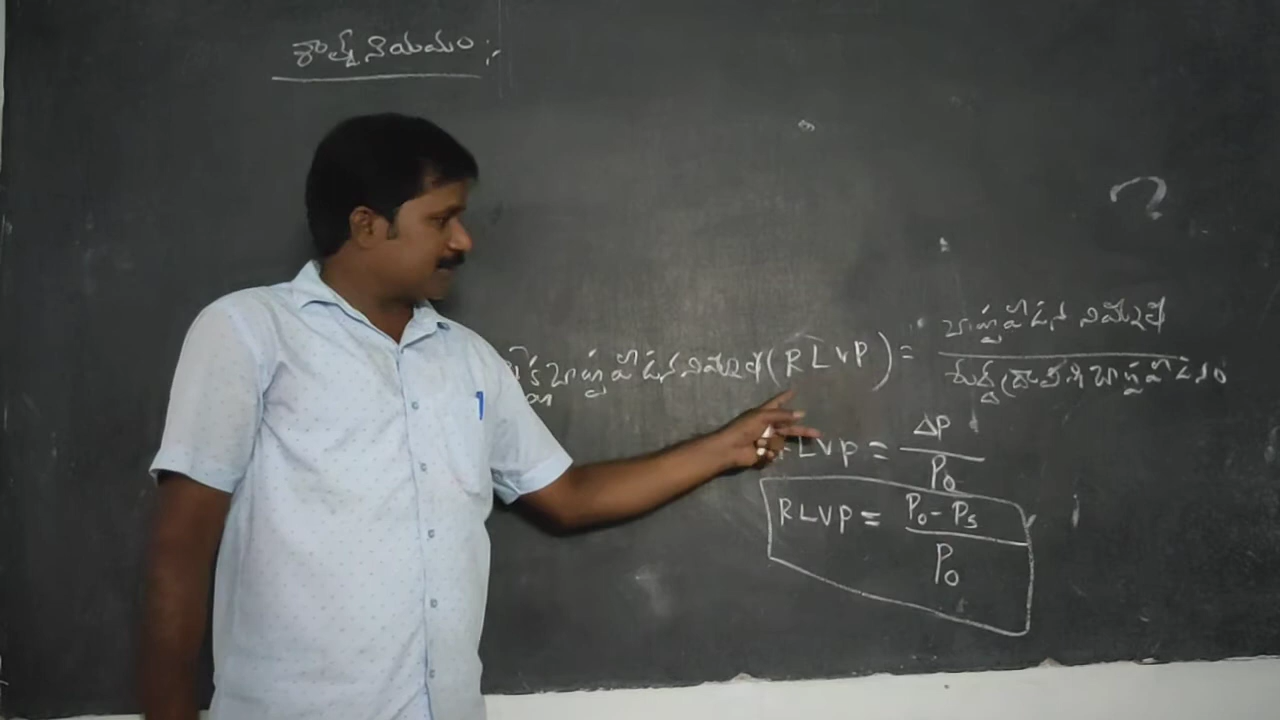 రౌల్ట్ నియమం :-
బాష్పపీడన నిమ్నత (RLVP) = బాష్పపీడన నిమ్నత / శుద్ధ ద్రావణి బాష్పపీడనం
LVP = ΔP / P₀
RLVP = P₀ - Pₛ / P₀